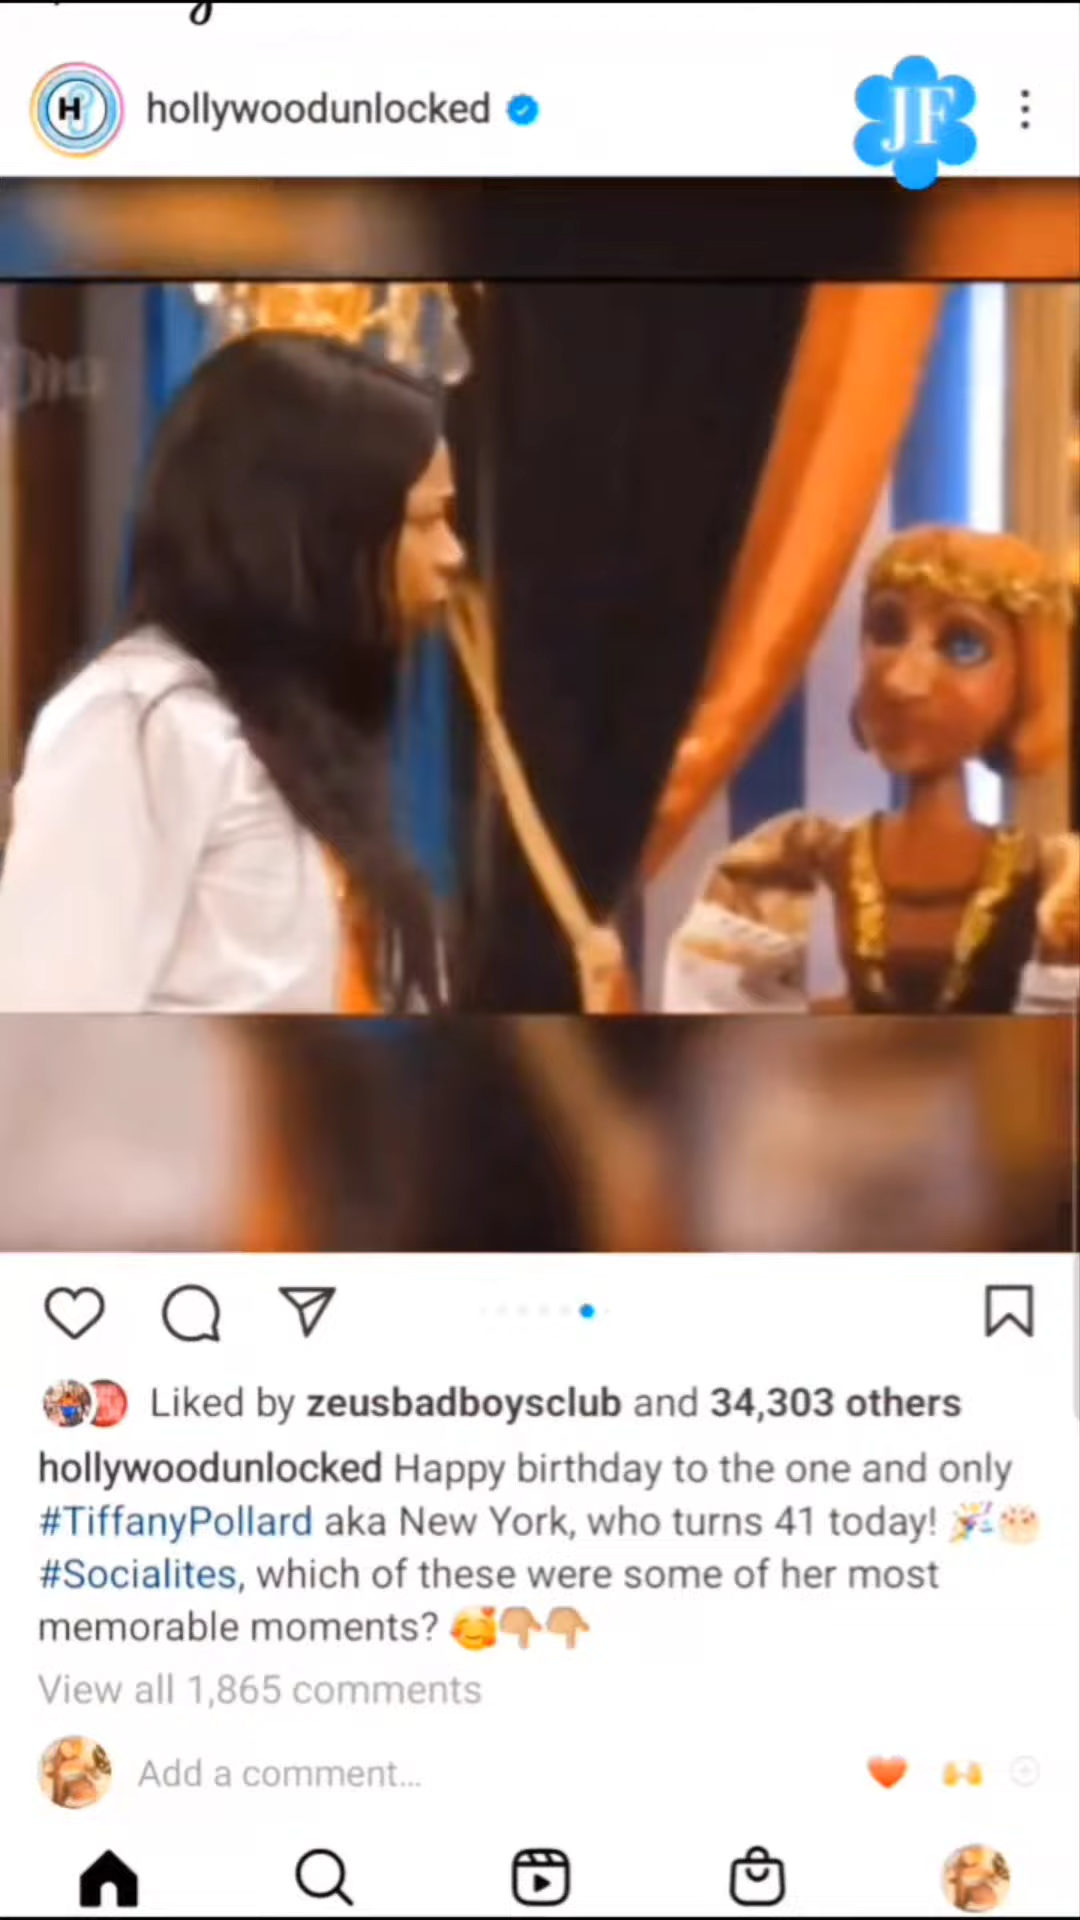 hollywoodunlocked
H
JF
Liked by zeusbadboysclub and 34,303 others
hollywoodunlocked Happy birthday to the one and only
#TiffanyPollard aka New York, who turns 41 today! 🎉🎂
#Socialites, which of these were some of her most
memorable moments? 🥰👇🏼👇🏼
View all 1,865 comments
Add a comment...